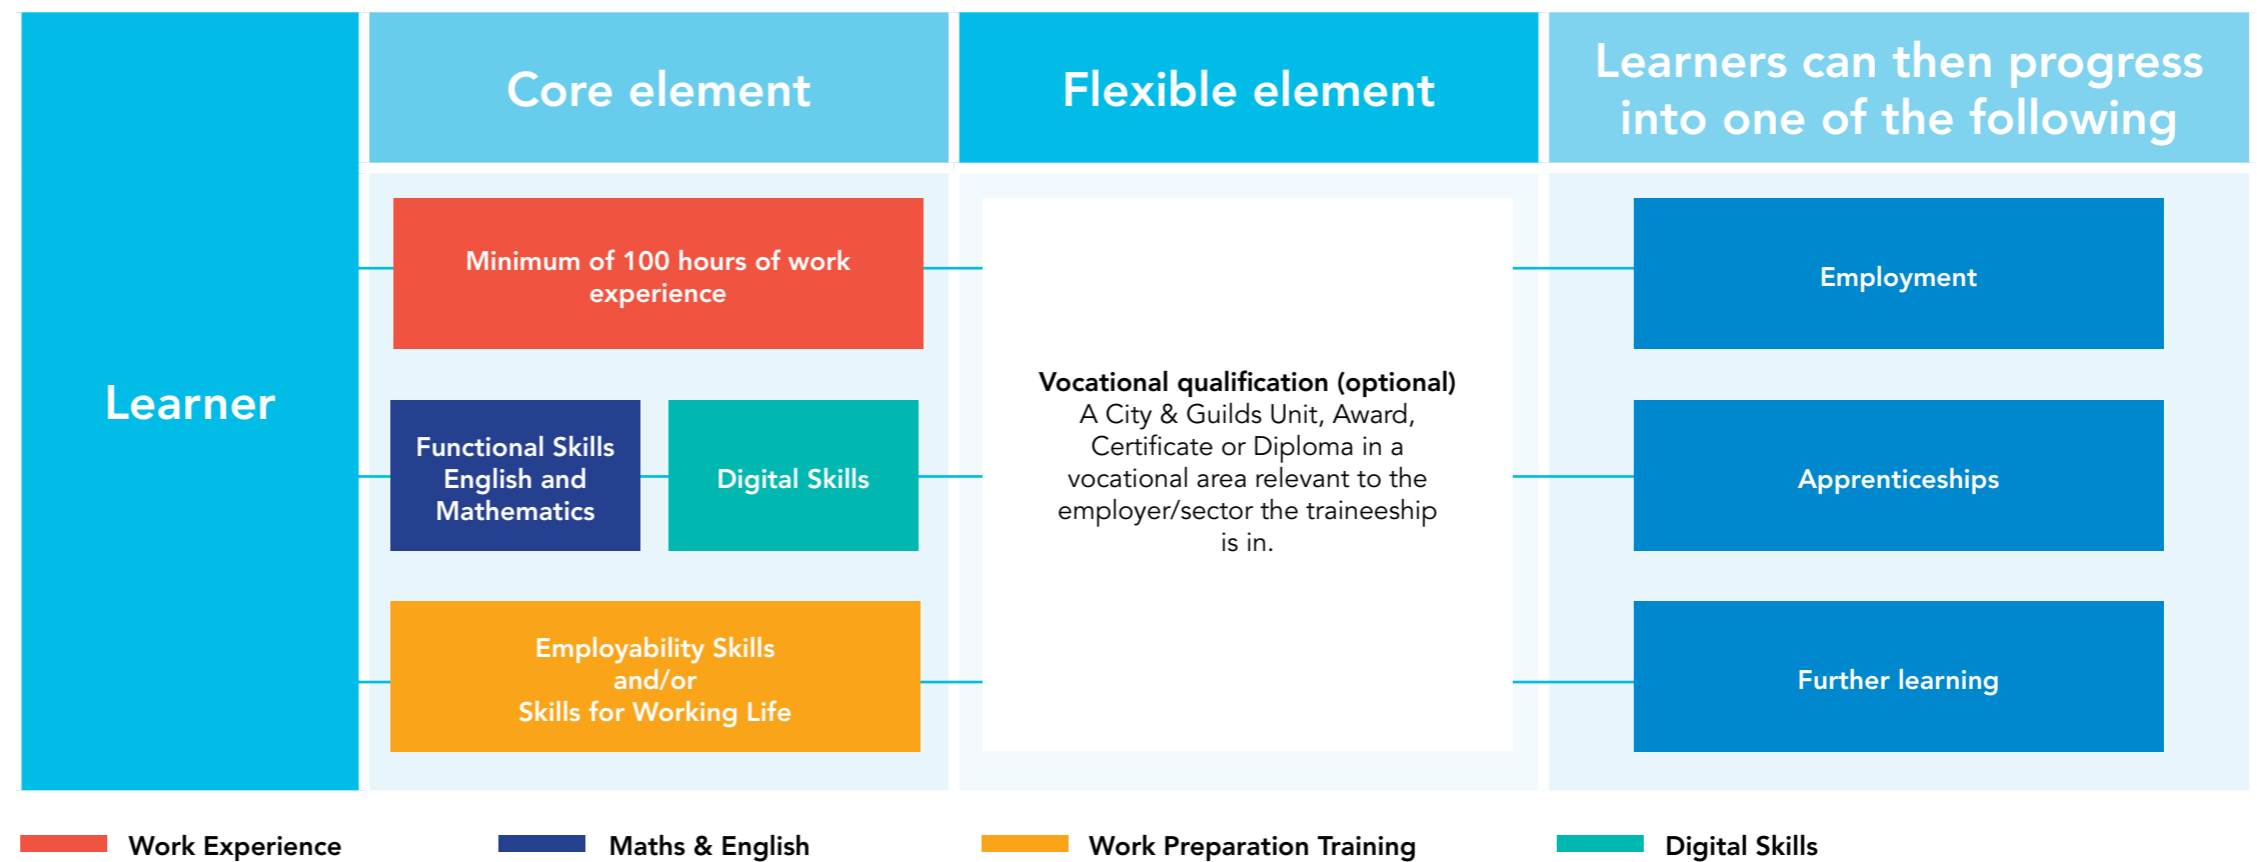 Learner
Core element
Flexible element
Learners can then progress
into one of the following
Minimum of 100 hours of work
experience
Functional Skills
English and
Mathematics
Digital Skills
Employability Skills
and/or
Skills for Working Life
Vocational qualification (optional)
A City & Guilds Unit, Award,
Certificate or Diploma in a
vocational area relevant to the
employer/sector the traineeship
is in.
Employment
Apprenticeships
Further learning
Work Experience
Maths & English
Work Preparation Training
Digital Skills